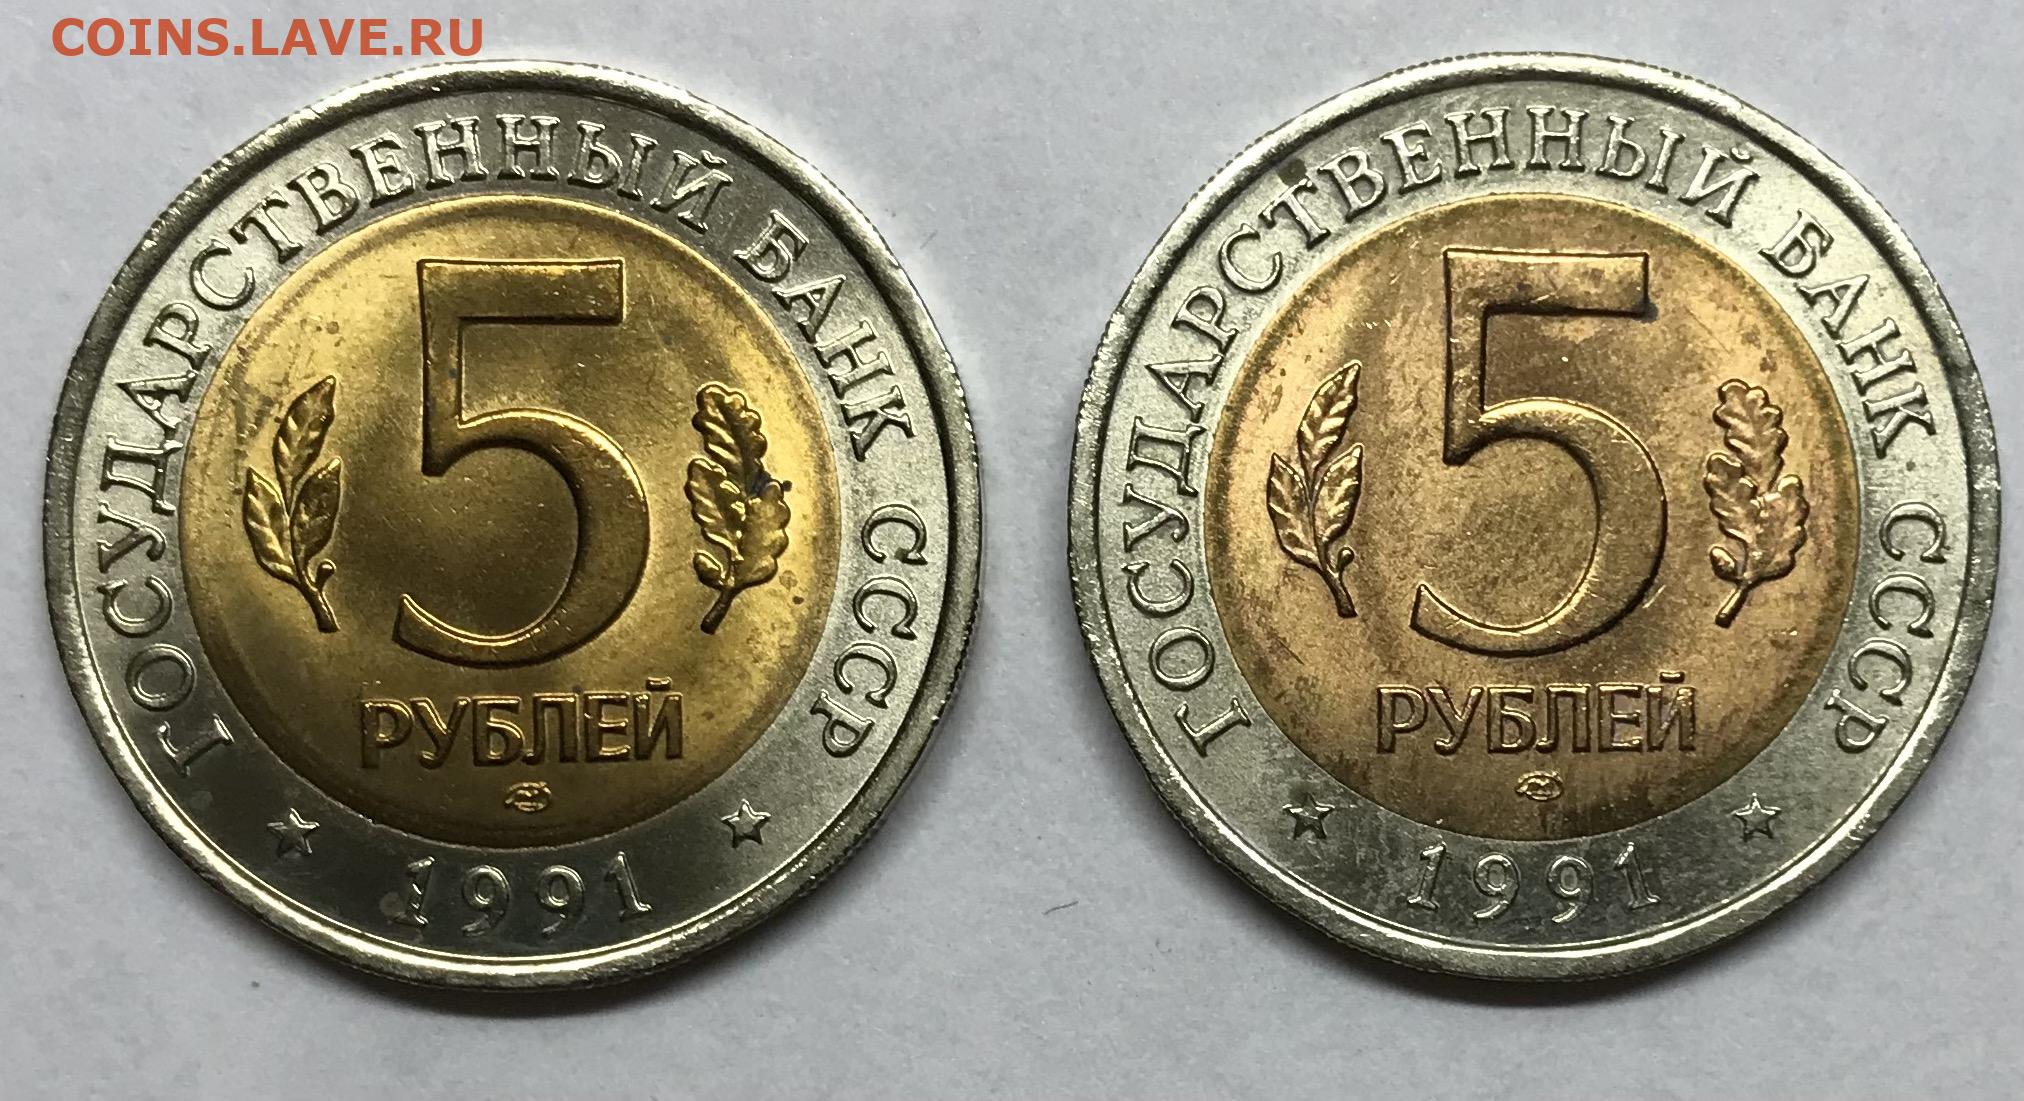 COINS.LAVE.RU
ГОСУДАРСТВЕННЫЙ БАНК СССР
5
РУБЛЕЙ
1991
ГОСУДАРСТВЕННЫЙ БАНК СССР
5
РУБЛЕЙ
1991